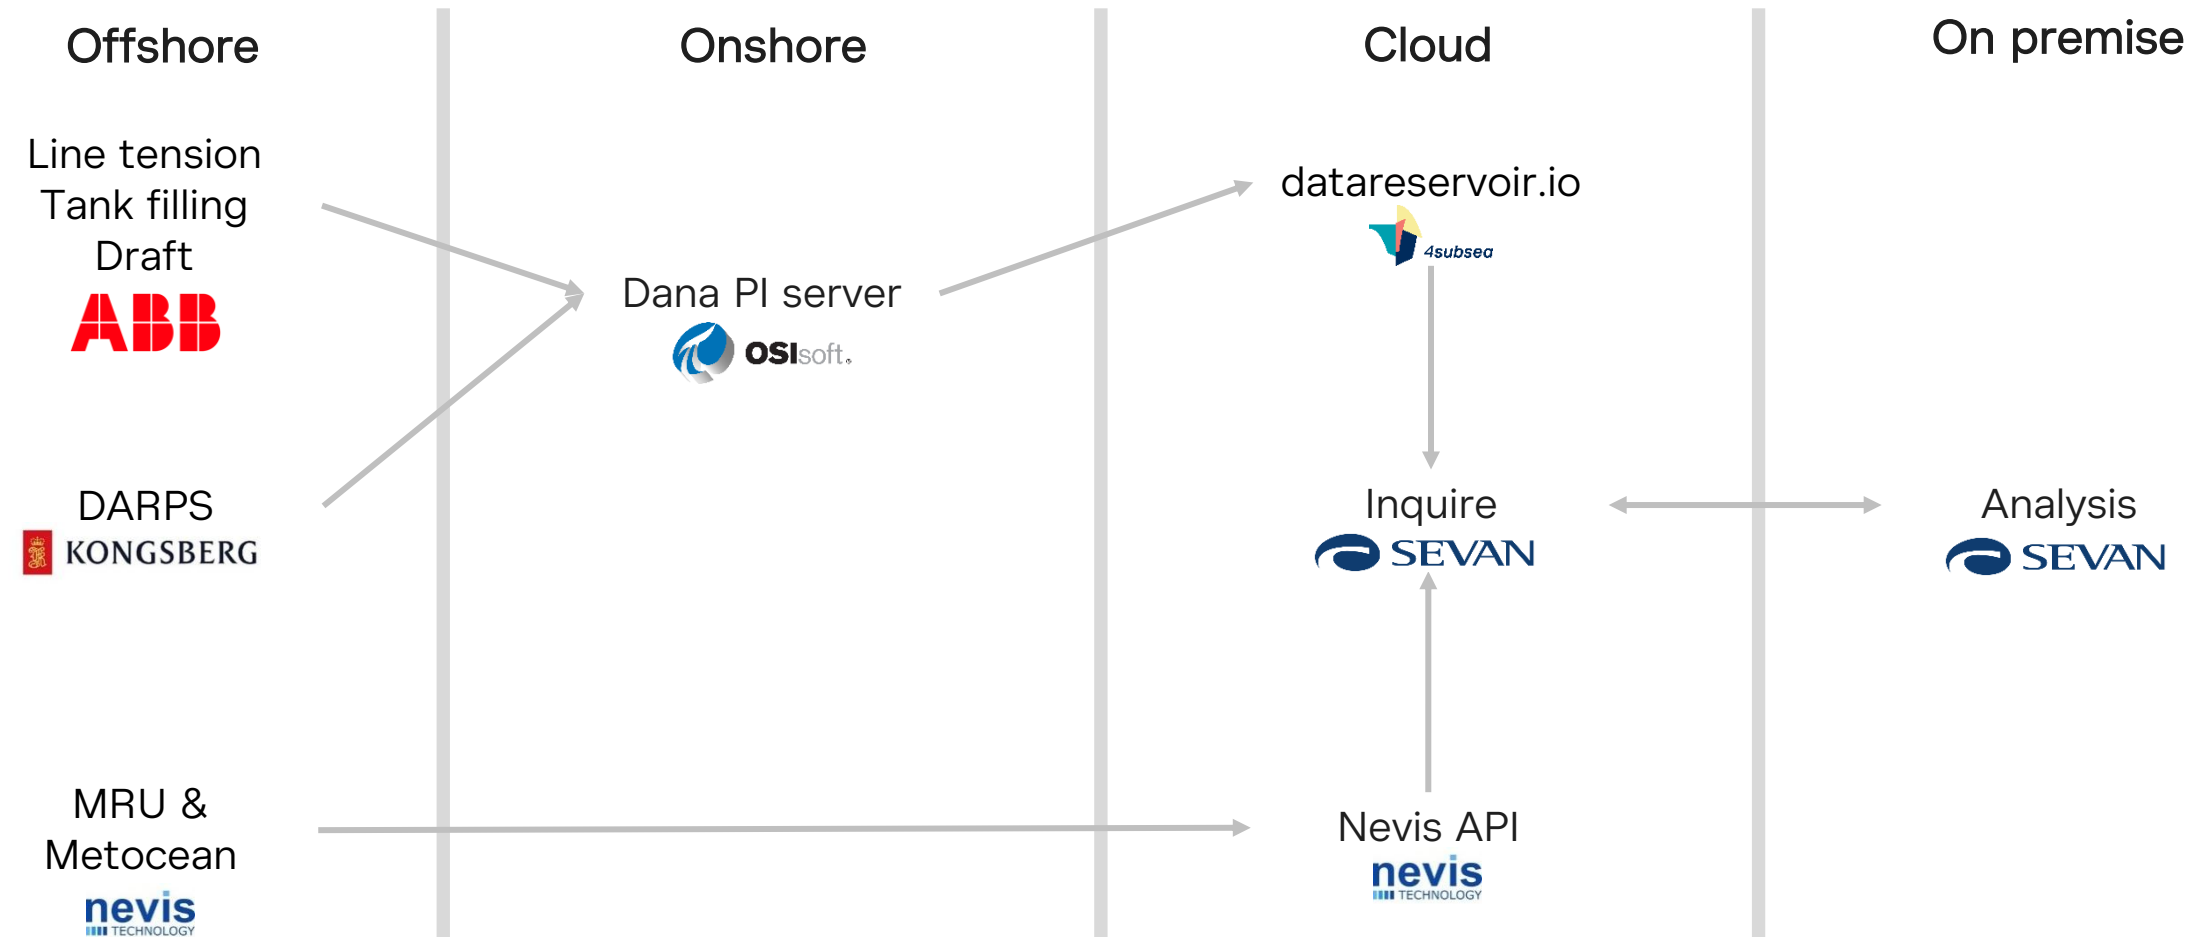 Offshore
Onshore
Cloud
On premise
Line tension
Tank filling
Draft
ABB
DARPS
KONGSBERG
MRU &
Metocean
nevis
TECHNOLOGY
Dana PI server
OSIsoft.
datareservoir.io
4subsea
Inquire
SEVAN
Nevis API
nevis
TECHNOLOGY
Analysis
SEVAN